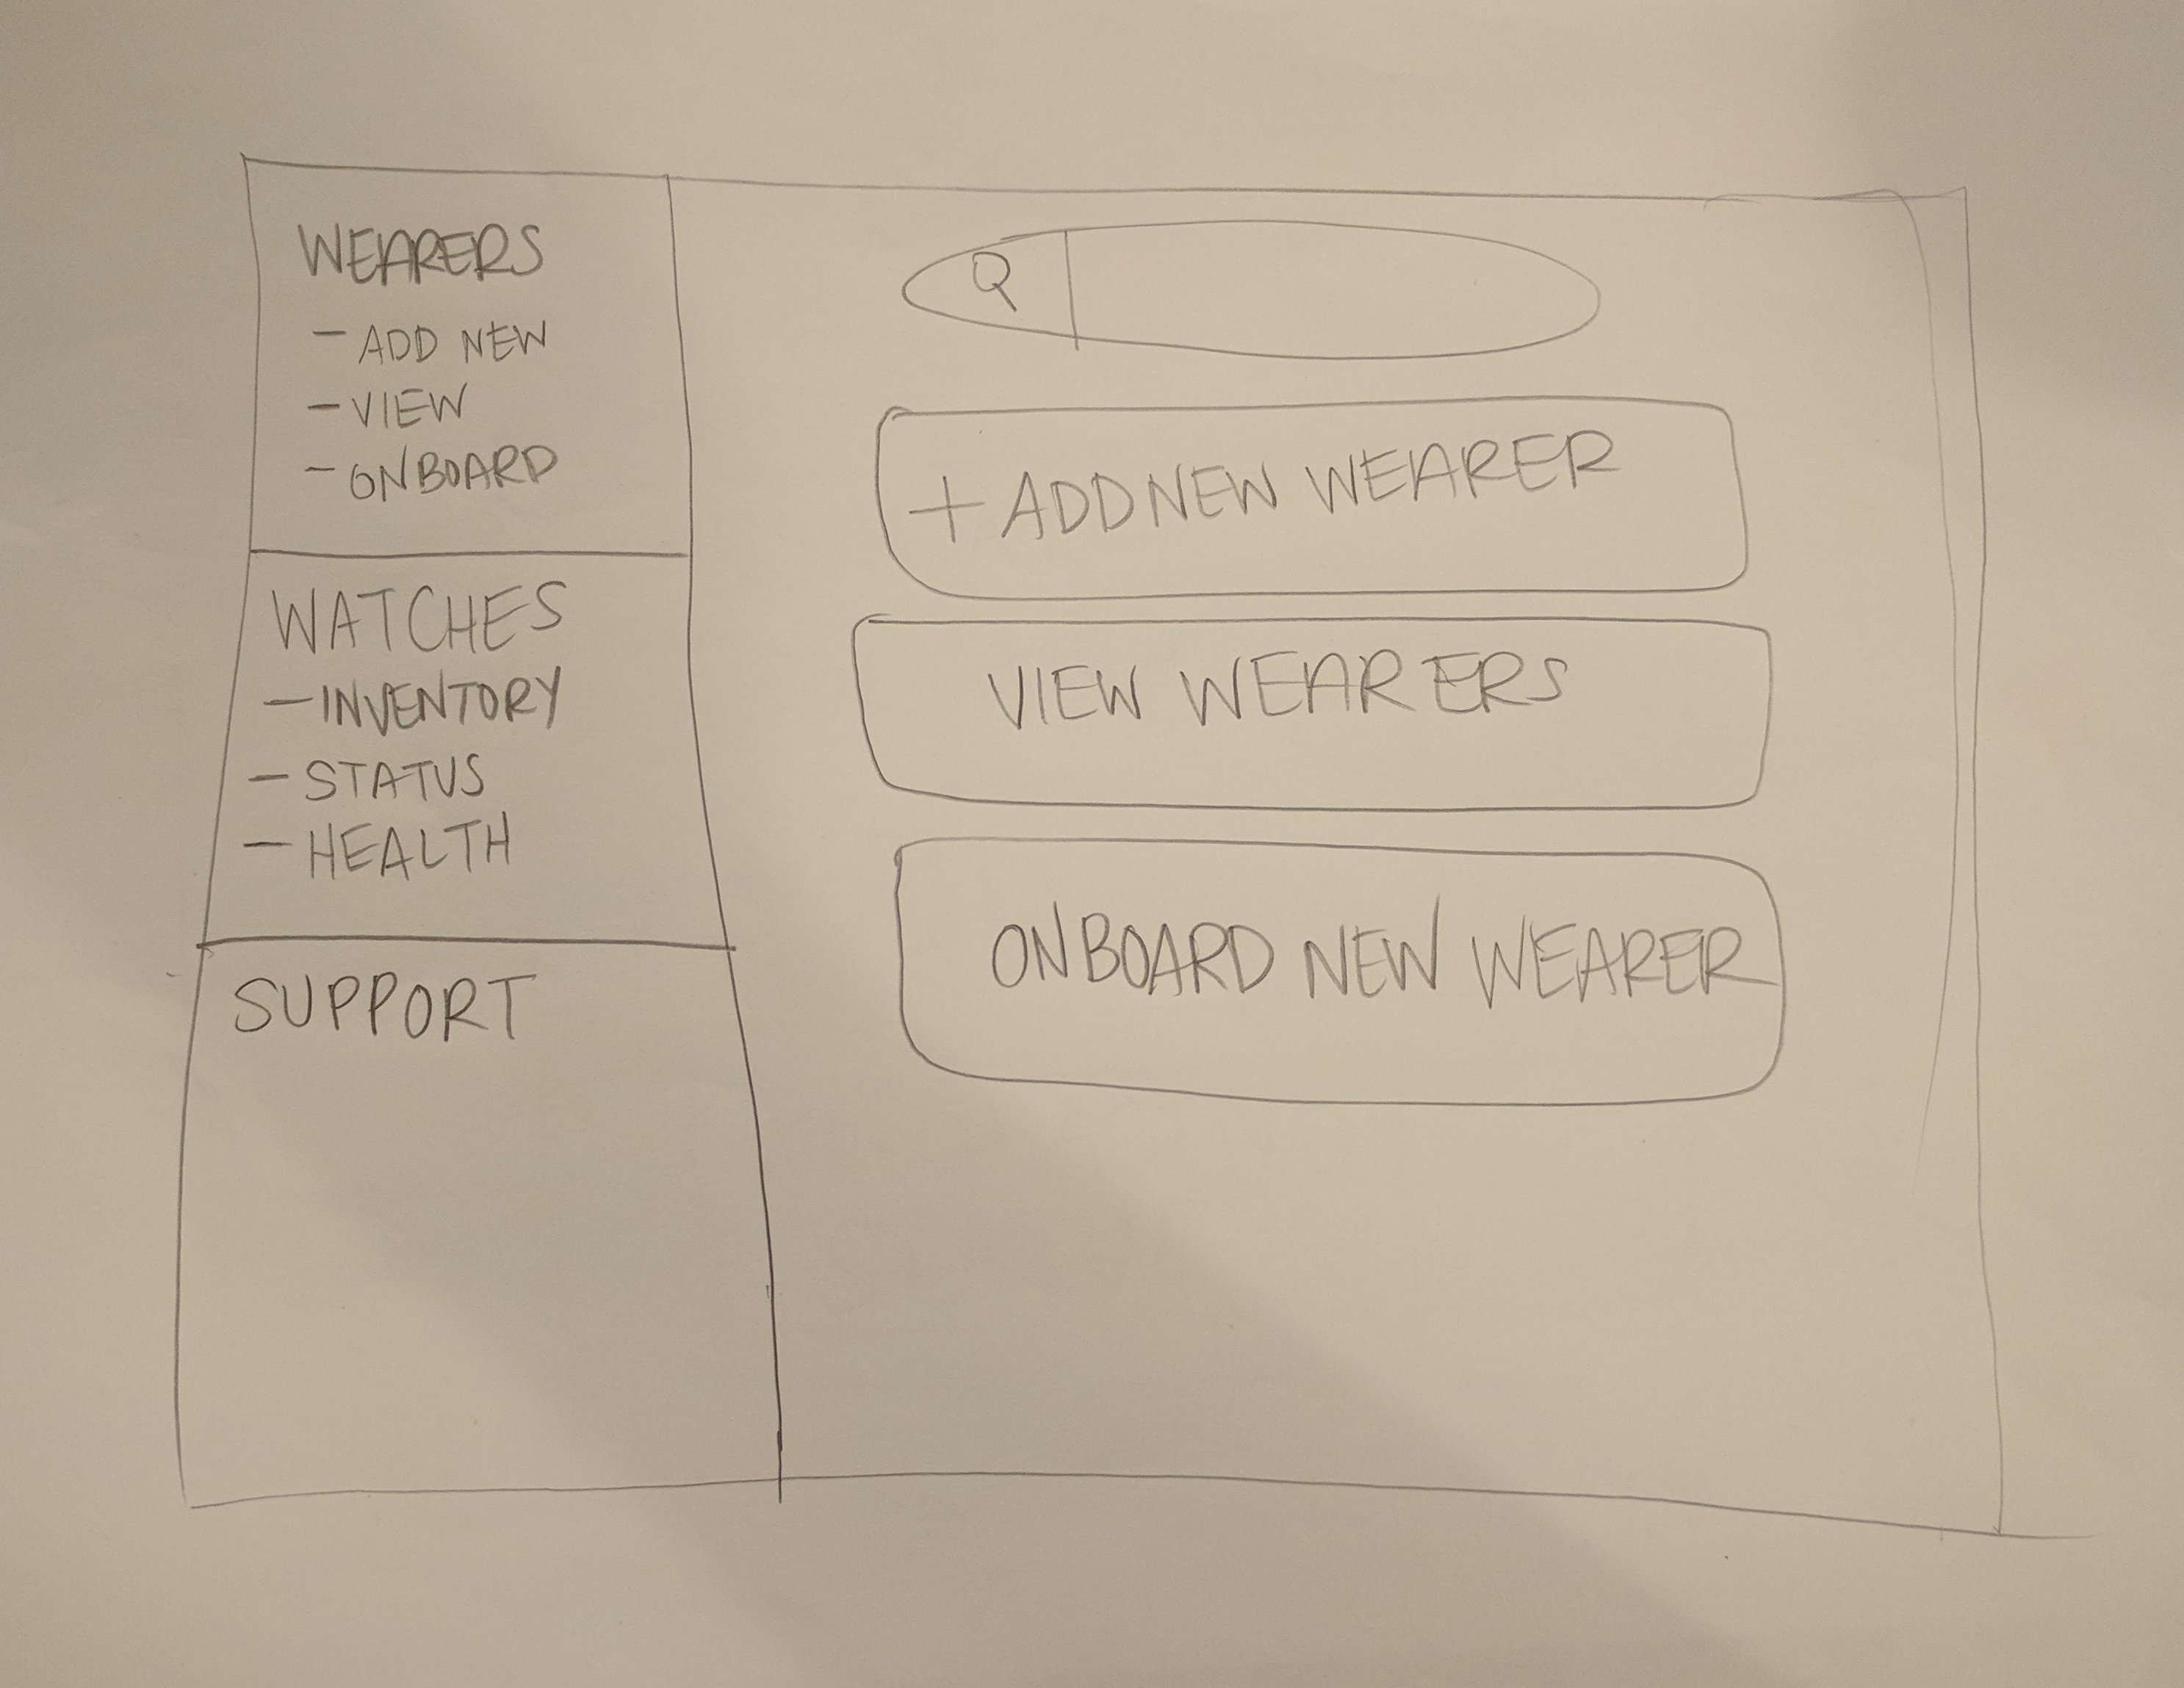 WEARERS
- ADD NEW
- VIEW
- ONBOARD
WATCHES
- INVENTORY
- STATUS
- HEALTH
SUPPORT
+ ADD NEW WEARER
VIEW WEARERS
ONBOARD NEW WEARER